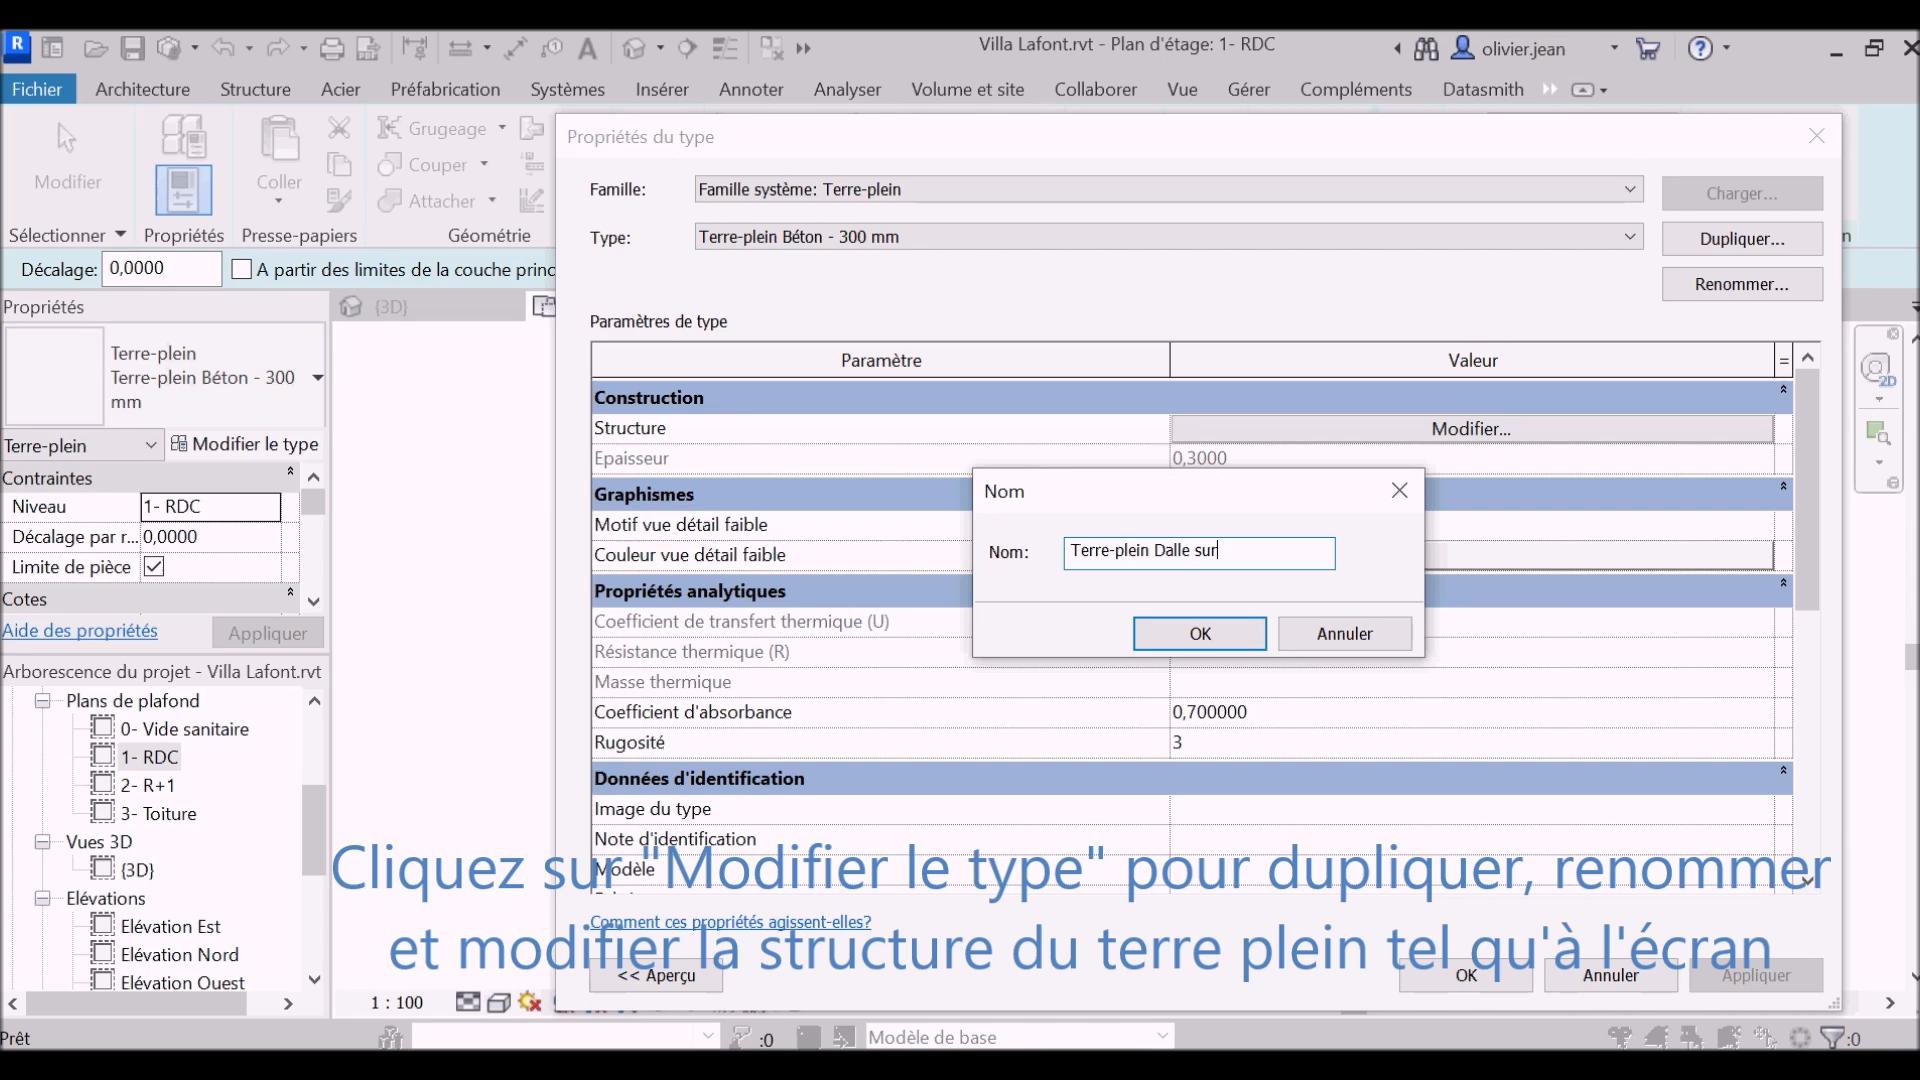 R
Villa Lafont.rvt - Plan d'étage: 1- RDC
olivier.jean
Fichier Architecture Structure Acier Préfabrication Systèmes Insérer Annoter Analyser Volume et site Collaborer Vue Gérer Compléments Datasmith
Modifier
Coller
Grugeage
Couper
Attacher
Sélectionner Propriétés Presse-papiers Géométrie
Décalage: 0,0000 A partir des limites de la couche princ
Propriétés
Terre-plein
Terre-plein Béton - 300
mm
Terre-plein Modifier le type
Contraintes
Niveau 1- RDC
Décalage par r... 0,0000
Limite de pièce
Cotes
Aide des propriétés Appliquer
Arborescence du projet - Villa Lafont.rvt
Plans de plafond
0- Vide sanitaire
1- RDC
2- R+1
3- Toiture
Vues 3D
{3D}
Elévations
Elévation Est
Elévation Nord
Elévation Ouest
{3D}
Propriétés du type
Famille: Famille système: Terre-plein Charger...
Type: Terre-plein Béton - 300 mm Dupliquer...
Renommer...
Paramètres de type
Paramètre Valeur =
Construction
Structure Modifier...
Epaisseur 0,3000
Graphismes
Motif vue détail faible
Couleur vue détail faible
Propriétés analytiques
Coefficient de transfert thermique (U)
Résistance thermique (R)
Masse thermique
Coefficient d'absorbance 0,700000
Rugosité 3
Données d'identification
Image du type
Note d'identification
Modèle
Nom
Nom: Terre-plein Dalle sur
OK Annuler
Comment ces propriétés agissent-elles?
<< Aperçu OK Annuler Appliquer
Cliquez sur "Modifier le type" pour dupliquer, renommer
et modifier la structure du terre plein tel qu'à l'écran
2D
1 : 100
Prêt :0 Modèle de base :0